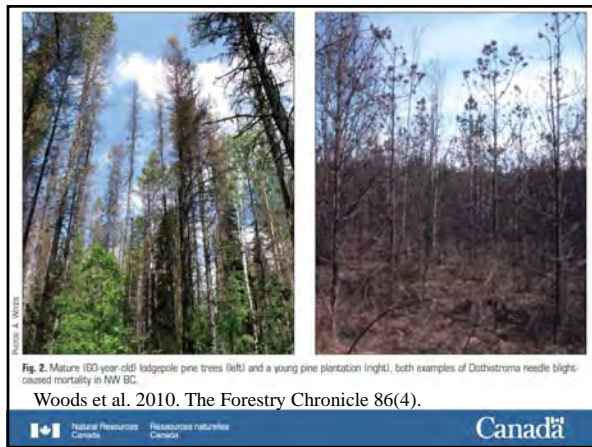 PHOTOS: A. WOODS
Fig. 2. Mature (60-year-old) lodgepole pine trees (left) and a young pine plantation (right), both examples of Dothistroma needle blight-
caused mortality in NW BC.
Woods et al. 2010. The Forestry Chronicle 86(4).
Natural Resources Canada
Ressources naturelles Canada
Canada